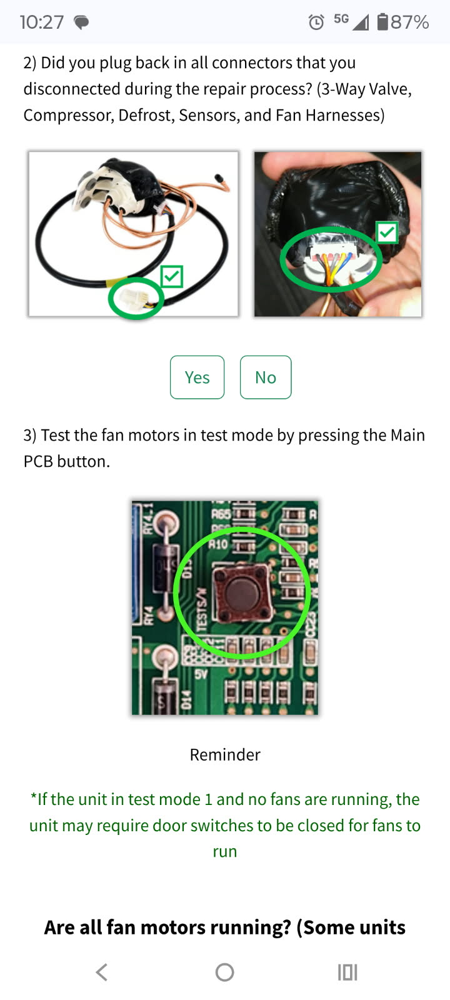 10:27
5G
87%
2) Did you plug back in all connectors that you
disconnected during the repair process? (3-Way Valve,
Compressor, Defrost, Sensors, and Fan Harnesses)
Yes
No
3) Test the fan motors in test mode by pressing the Main
PCB button.
RY4.1
R65
R10
RY4
TEST S/W
CC23
5V
D14
S
Reminder
*If the unit in test mode 1 and no fans are running, the
unit may require door switches to be closed for fans to
run
Are all fan motors running? (Some units